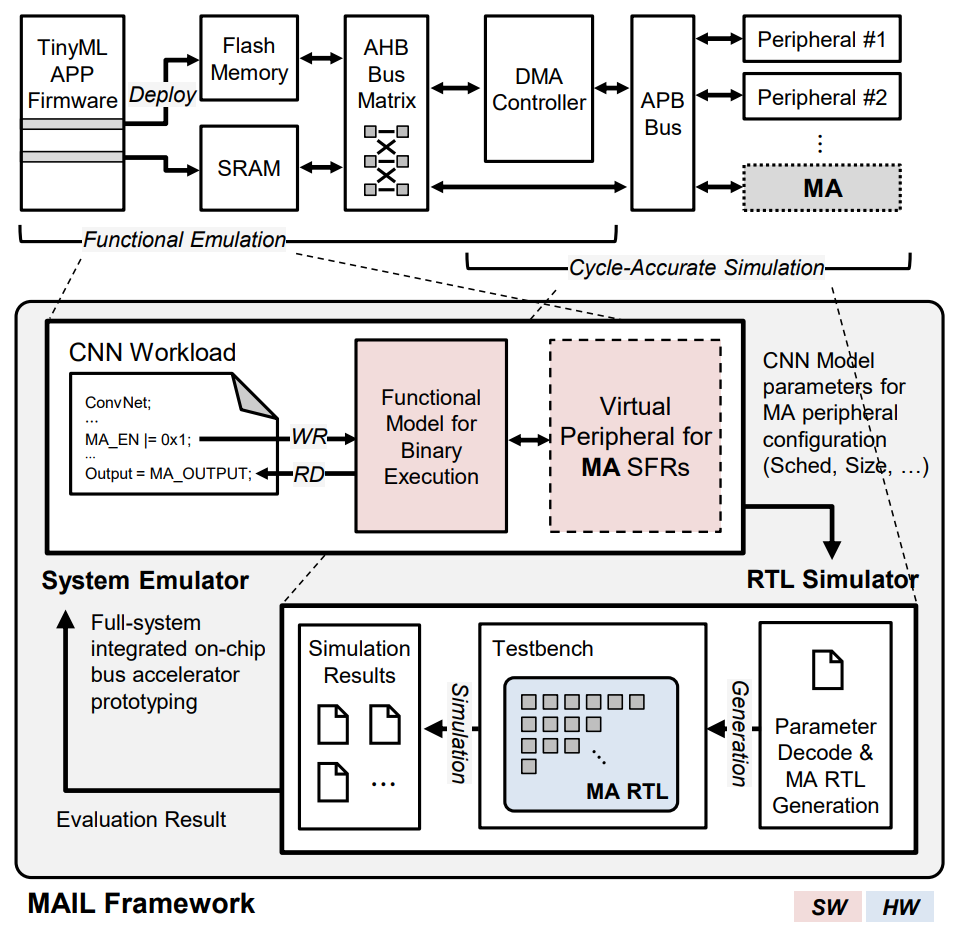 TinyML
APP
Firmware
Deploy
Flash
Memory
SRAM
AHB
Bus
Matrix
DMA
Controller
APB
Bus
Peripheral #1
Peripheral #2
⋮
MA
Functional Emulation
Cycle-Accurate Simulation
CNN Workload
ConvNet;
...
MA_EN |= 0x1;
...
Output = MA_OUTPUT;
WR
RD
Functional
Model for
Binary
Execution
Virtual
Peripheral for
MA SFRs
CNN Model
parameters for
MA peripheral
configuration
(Sched, Size, …)
System Emulator
RTL Simulator
Full-system
integrated on-chip
bus accelerator
prototyping
Evaluation Result
Simulation
Results
...
Simulation
Testbench
MA RTL
Generation
Parameter
Decode &
MA RTL
Generation
MAIL Framework
SW
HW